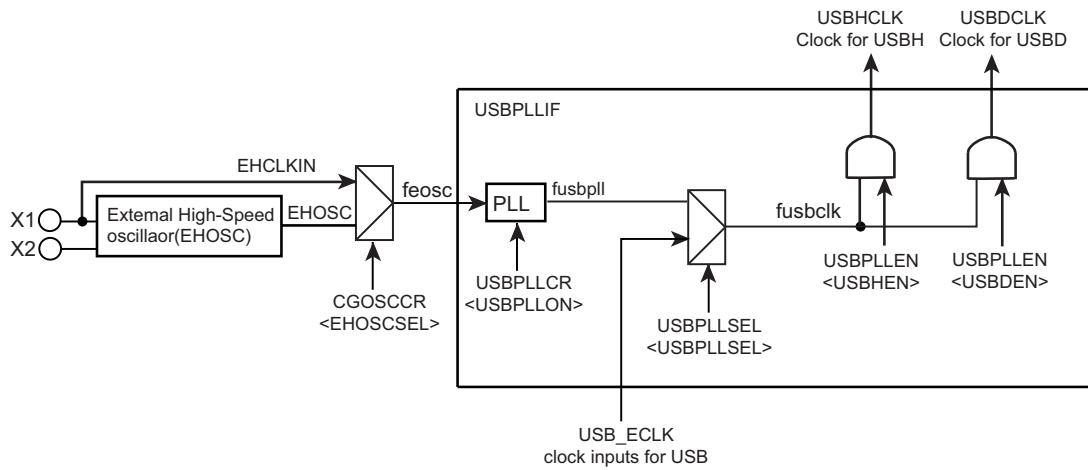 USBHCLK
Clock for USBH
USBDCLK
Clock for USBD
USBPLLIF
EHCLKIN
X1
X2
External High-Speed
oscillaor(EHOSC)
EHOSC
feosc
PLL
fusbpll
fusbclk
CGOSCCR
<EHOSCSEL>
USBPLLCR
<USBPLLON>
USBPLLSEL
<USBPLLSEL>
USBPLLEN
<USBHEN>
USBPLLEN
<USBDEN>
USB_ECLK
clock inputs for USB